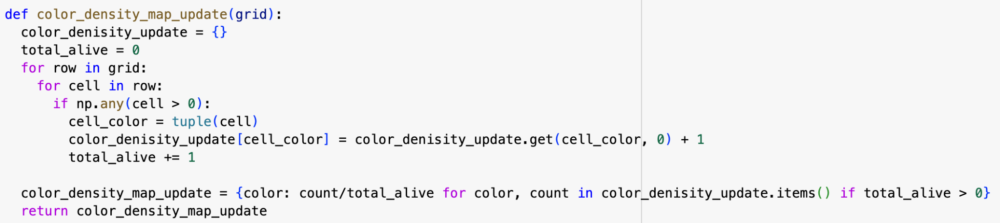 def color_density_map_update(grid):
  color_denisity_update = {}
  total_alive = 0
  for row in grid:
    for cell in row:
      if np.any(cell > 0):
        cell_color = tuple(cell)
        color_denisity_update[cell_color] = color_denisity_update.get(cell_color, 0) + 1
        total_alive += 1

  color_density_map_update = {color: count/total_alive for color, count in color_denisity_update.items() if total_alive > 0}
  return color_density_map_update